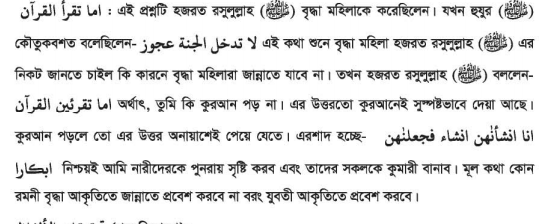 اما تقرأ القرآن : এই প্রশ্নটি হজরত রসূলুল্লাহ (ﷺ) বৃদ্ধা মহিলাকে করেছিলেন। যখন হুযুর (ﷺ)
কৌতুকবশত বলেছিলেন- لا تدخل الجنة عجوز এই কথা শুনে বৃদ্ধা মহিলা হজরত রসূলুল্লাহ (ﷺ) এর
নিকট জানতে চাইল কি কারনে বৃদ্ধা মহিলারা জান্নাতে যাবে না। তখন হজরত রসূলুল্লাহ (ﷺ) বললেন-
اما تقرئين القرآن অর্থাৎ, তুমি কি কুরআন পড় না। এর উত্তরতো কুরআনেই সুস্পষ্টভাবে দেয়া আছে।
কুরআন পড়লে তো এর উত্তর অনায়াশেই পেয়ে যেতে। এরশাদ হচ্ছে- انا انشأنهن انشاء فجعلنهن
ابكارا নিশ্চয়ই আমি নারীদেরকে পুনরায় সৃষ্টি করব এবং তাদের সকলকে কুমারী বানাব। মূল কথা কোন
রমনী বৃদ্ধা আকৃতিতে জান্নাতে প্রবেশ করবে না বরং যুবতী আকৃতিতে প্রবেশ করবে।